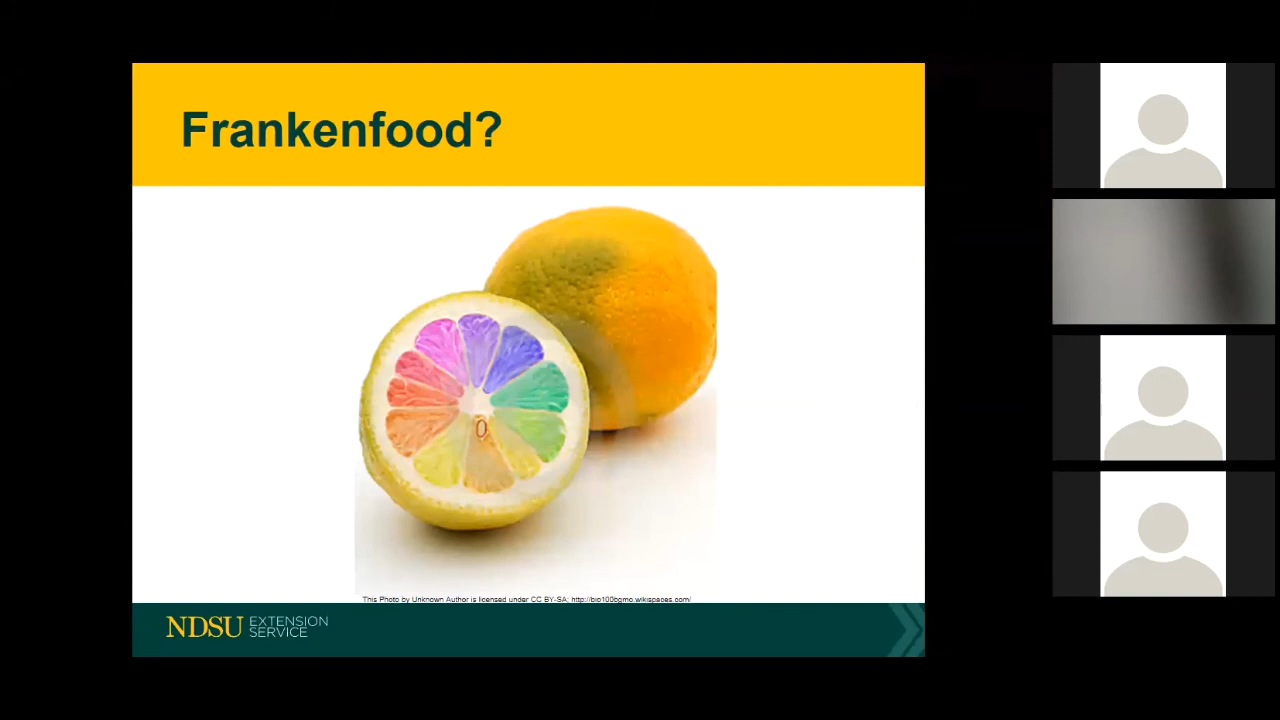 Frankenfood?
This Photo by Unknown Author is licensed under CC BY-SA; http://bio100bgmo.wikispaces.com/
NDSU EXTENSION
SERVICE